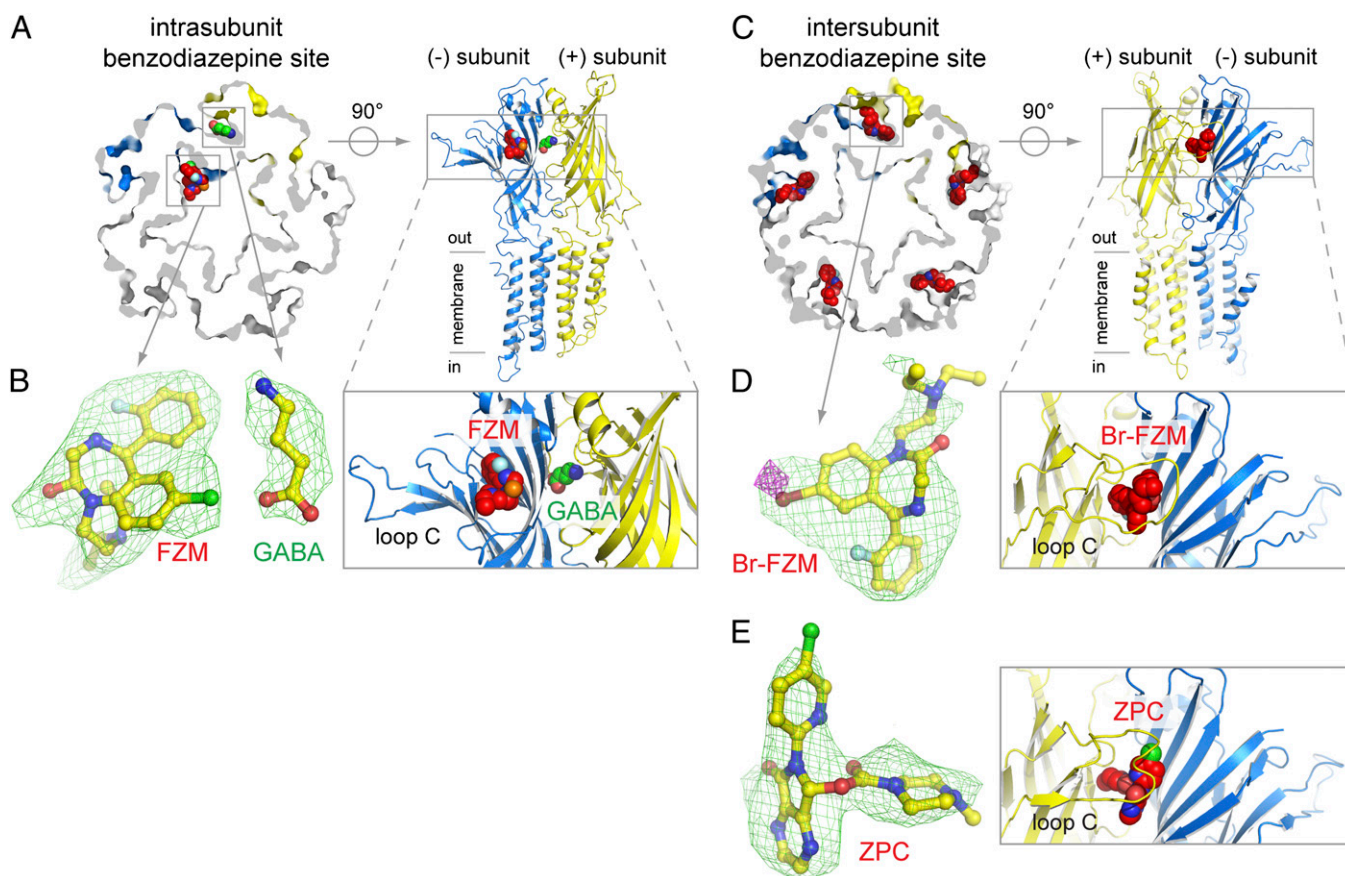 A
intrasubunit
benzodiazepine site
(-) subunit
(+) subunit
90°
out
membrane
in
B
FZM
GABA
FZM
GABA
loop C
C
intersubunit
benzodiazepine site
(+) subunit
(-) subunit
90°
out
membrane
in
D
Br-FZM
Br-FZM
loop C
E
ZPC
ZPC
loop C